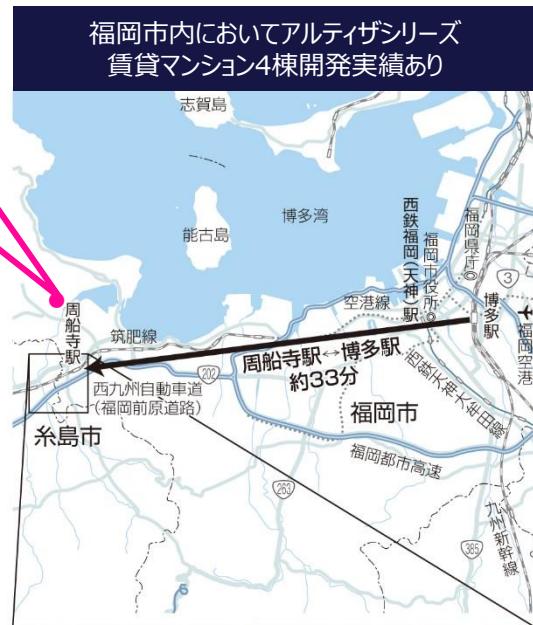 福岡市内においてアルティザシリーズ
賃貸マンション4棟開発実績あり
志賀島
能古島
博多湾
西鉄福岡(天神)駅
福岡市役所
福岡県庁
3
博多駅
福岡空港
空港線
周船寺駅
筑肥線
周船寺駅↔博多駅
約33分
202
西九州自動車道
(福岡前原道路)
糸島市
福岡市
西鉄天神大牟田線
福岡都市高速
263
385
九州新幹線